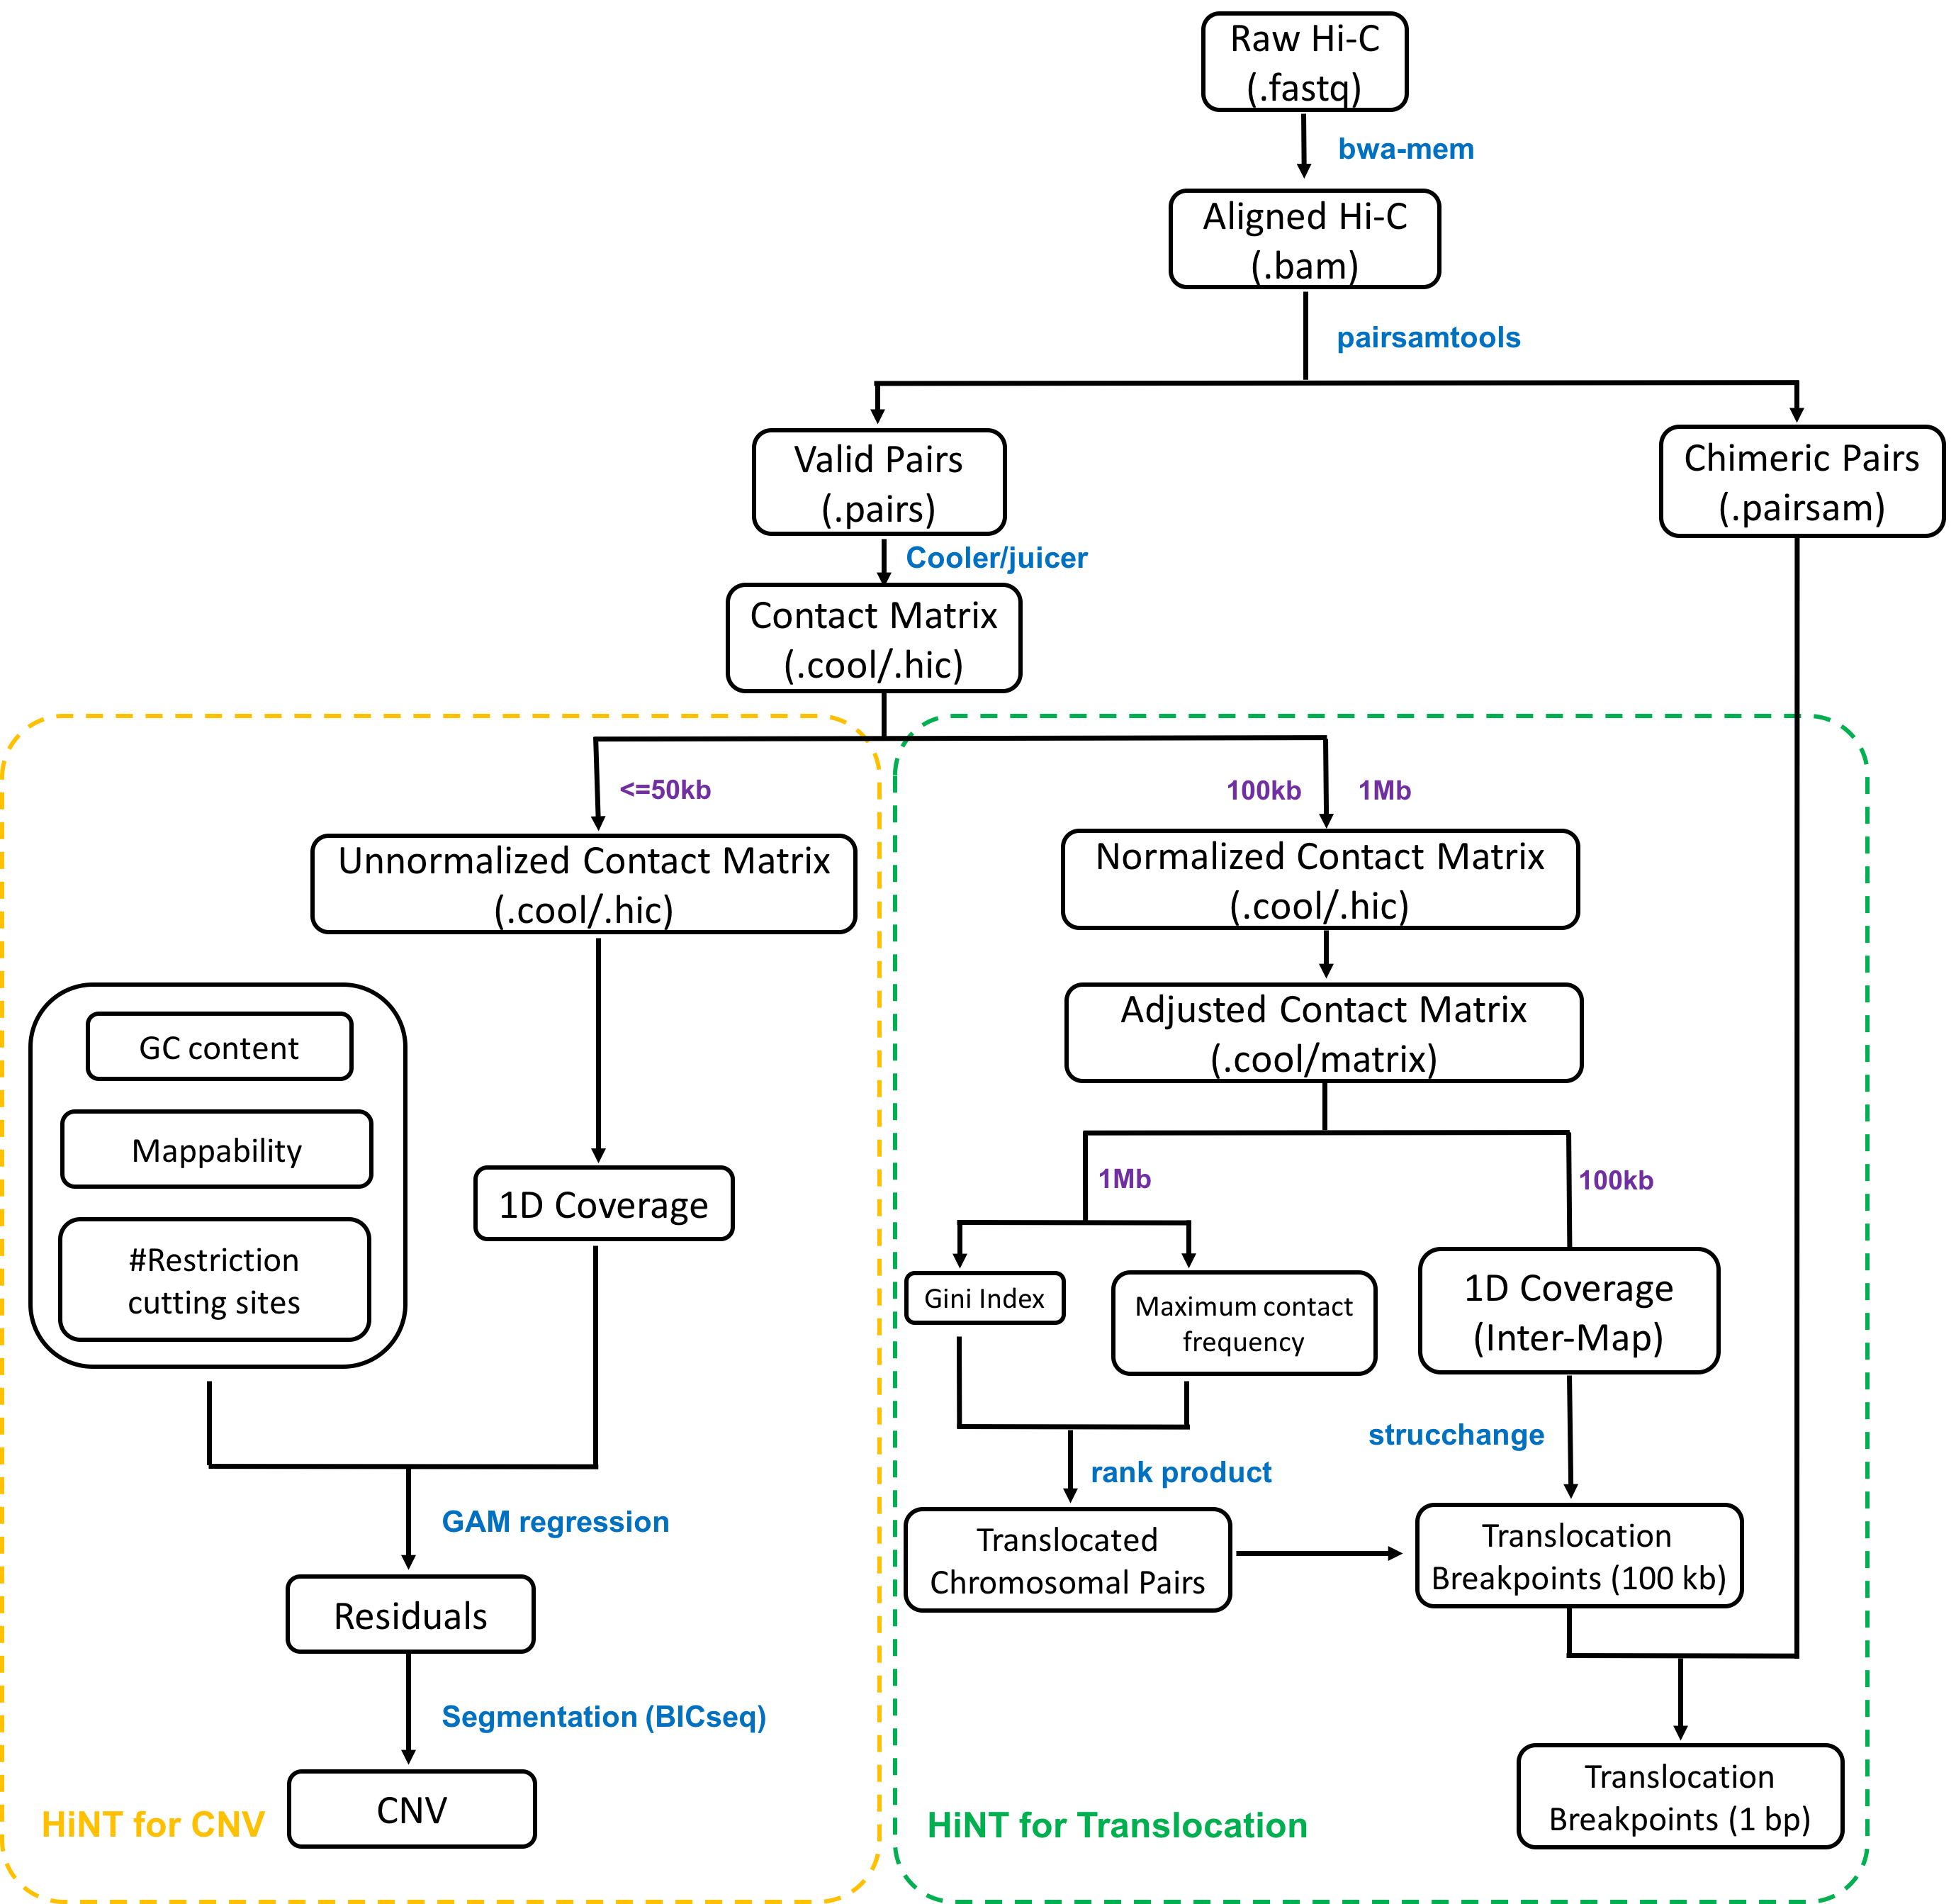 Raw Hi-C
(.fastq)
bwa-mem
Aligned Hi-C
(.bam)
pairsamtools
Valid Pairs
(.pairs)
Chimeric Pairs
(.pairsam)
Cooler/juicer
Contact Matrix
(.cool/.hic)
<=50kb
100kb
1Mb
Unnormalized Contact Matrix
(.cool/.hic)
Normalized Contact Matrix
(.cool/.hic)
Adjusted Contact Matrix
(.cool/matrix)
GC content
Mappability
#Restriction
cutting sites
1D Coverage
1Mb
100kb
Gini Index
Maximum contact
frequency
1D Coverage
(Inter-Map)
strucchange
rank product
GAM regression
Translocated
Chromosomal Pairs
Translocation
Breakpoints (100 kb)
Residuals
Segmentation (BICseq)
CNV
Translocation
Breakpoints (1 bp)
HiNT for CNV
HiNT for Translocation